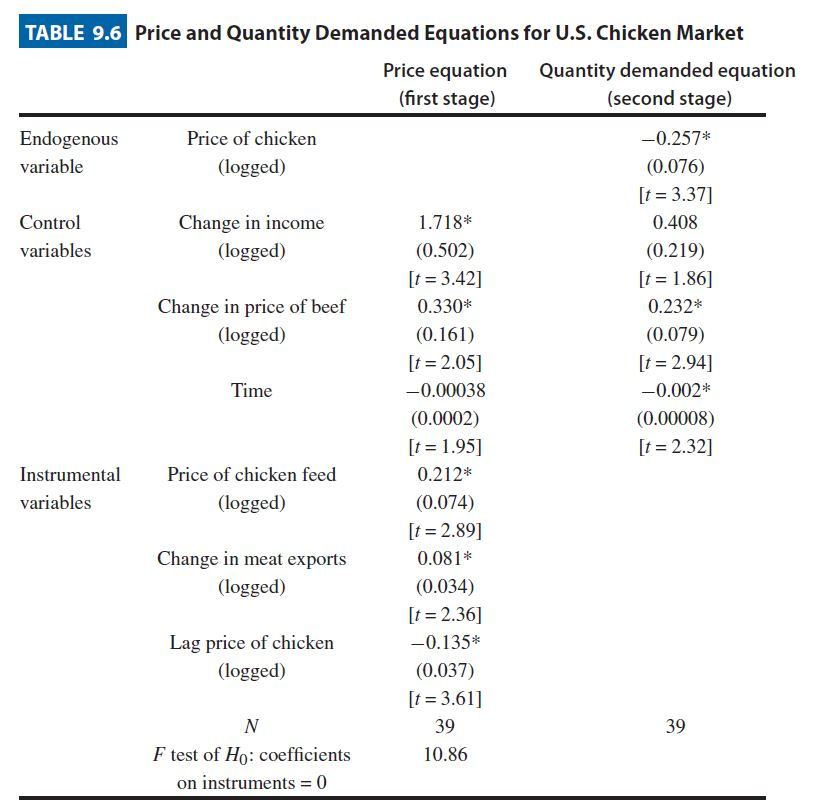 TABLE 9.6 Price and Quantity Demanded Equations for U.S. Chicken Market
Price equation Quantity demanded equation
(first stage) (second stage)
Endogenous Price of chicken −0.257*
variable (logged) (0.076)
[t = 3.37]
Control Change in income 1.718* 0.408
variables (logged) (0.502) (0.219)
[t = 3.42] [t = 1.86]
Change in price of beef 0.330* 0.232*
(logged) (0.161) (0.079)
[t = 2.05] [t = 2.94]
Time −0.00038 −0.002*
(0.0002) (0.00008)
[t = 1.95] [t = 2.32]
Instrumental Price of chicken feed 0.212*
variables (logged) (0.074)
[t = 2.89]
Change in meat exports 0.081*
(logged) (0.034)
[t = 2.36]
Lag price of chicken −0.135*
(logged) (0.037)
[t = 3.61]
N 39 39
F test of H0: coefficients 10.86
on instruments = 0